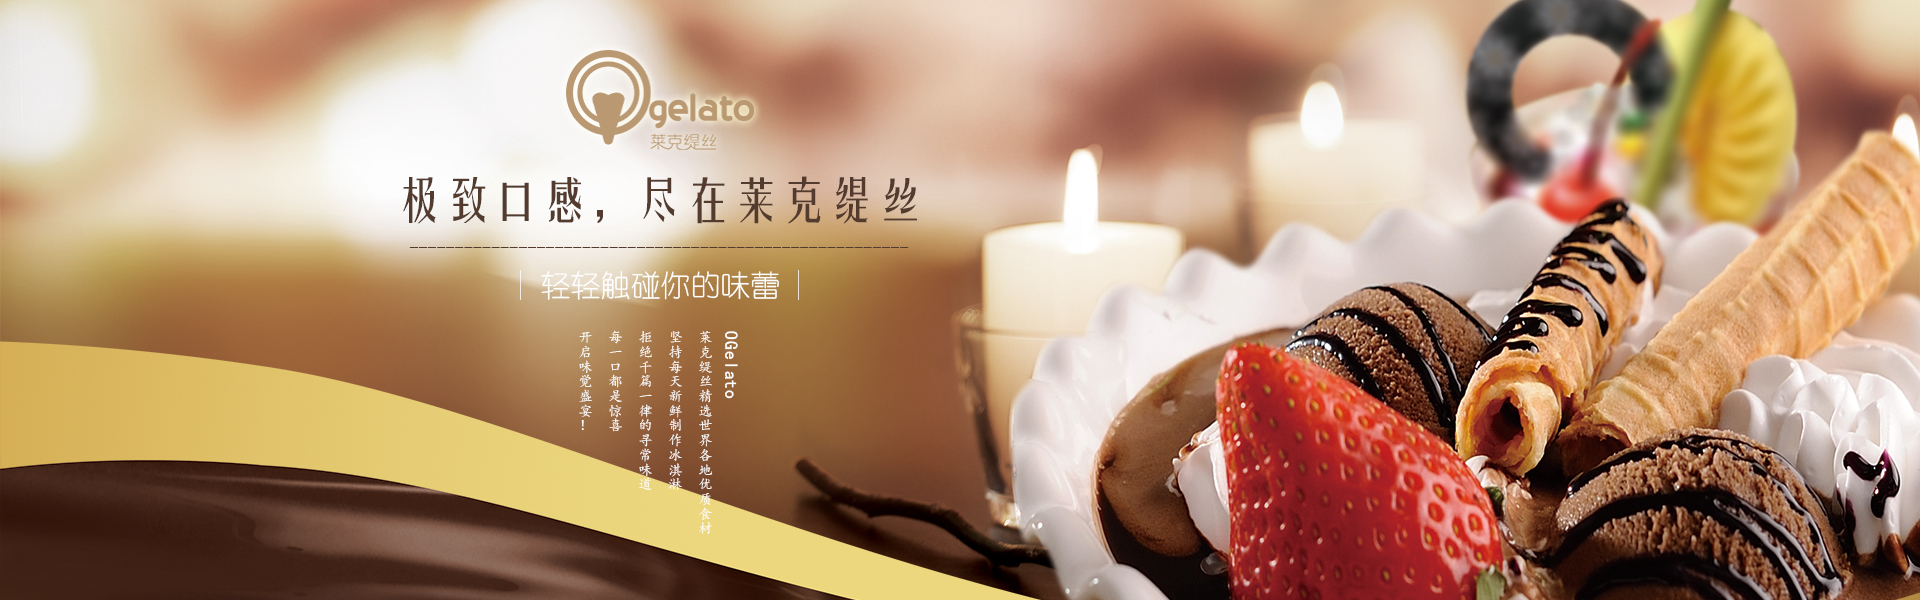 Ogelato
莱克缇丝
极致口感，尽在莱克缇丝
轻轻触碰你的味蕾
OGelato
莱克缇丝精选世界各地优质食材
坚持每天新鲜制作冰淇淋
拒绝千篇一律的寻常味道
每一口都是惊喜
开启味觉盛宴！